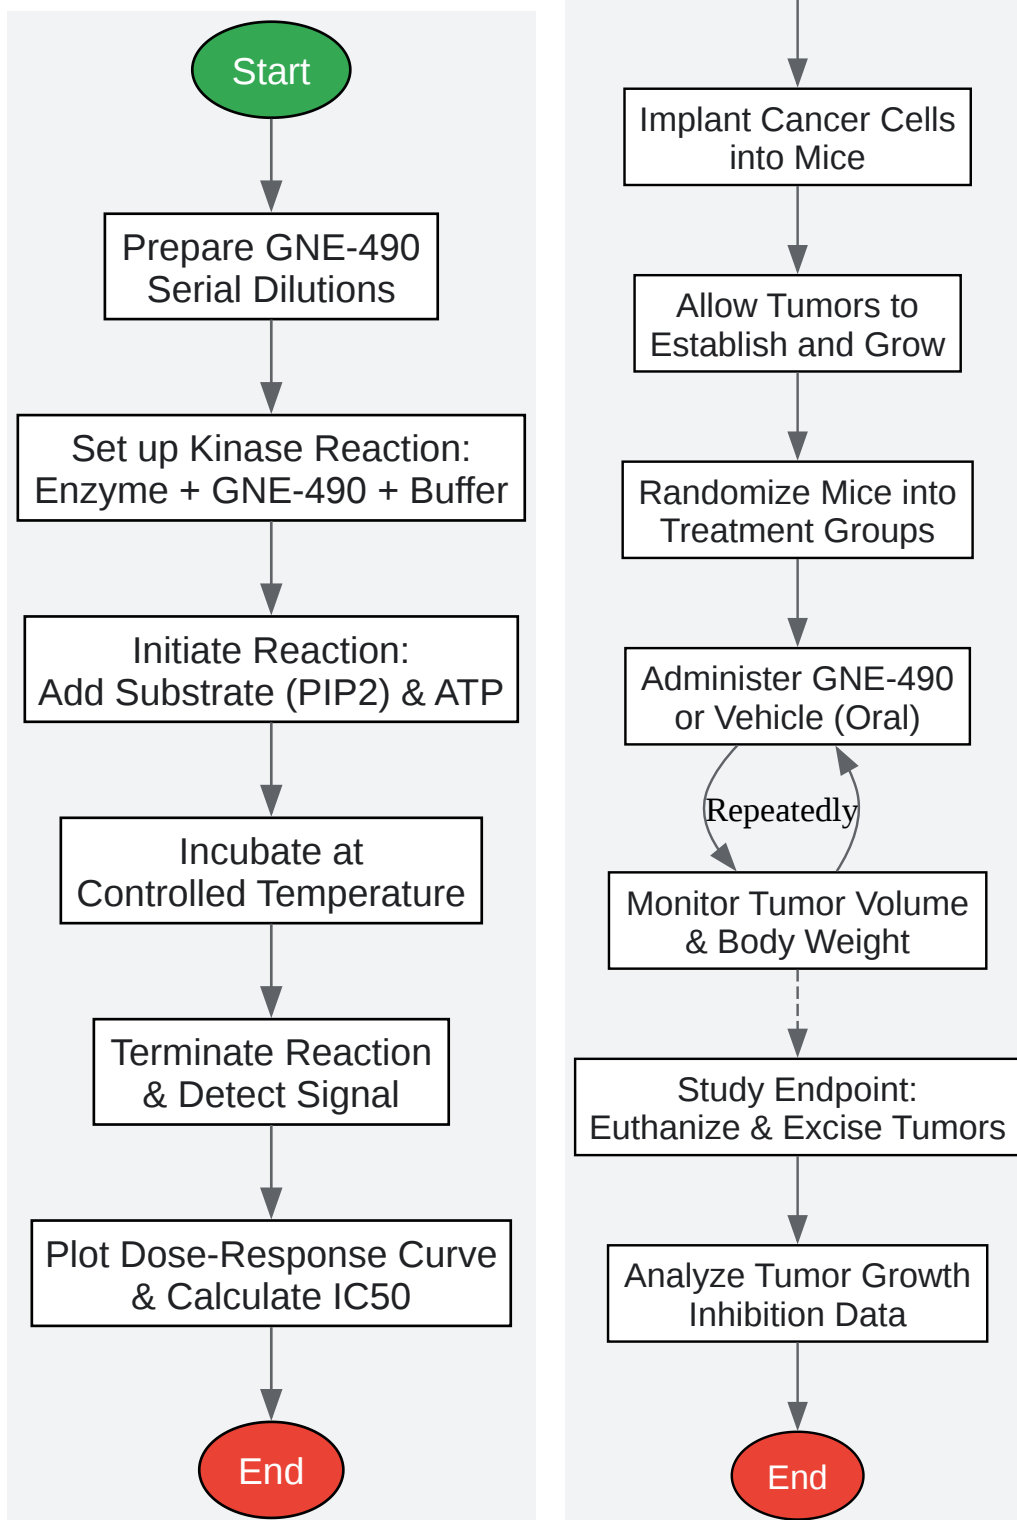 Start
Prepare GNE-490
Serial Dilutions
Set up Kinase Reaction:
Enzyme + GNE-490 + Buffer
Initiate Reaction:
Add Substrate (PIP2) & ATP
Incubate at
Controlled Temperature
Terminate Reaction
& Detect Signal
Plot Dose-Response Curve
& Calculate IC50
End
Implant Cancer Cells
into Mice
Allow Tumors to
Establish and Grow
Randomize Mice into
Treatment Groups
Administer GNE-490
or Vehicle (Oral)
Repeatedly
Monitor Tumor Volume
& Body Weight
Study Endpoint:
Euthanize & Excise Tumors
Analyze Tumor Growth
Inhibition Data
End